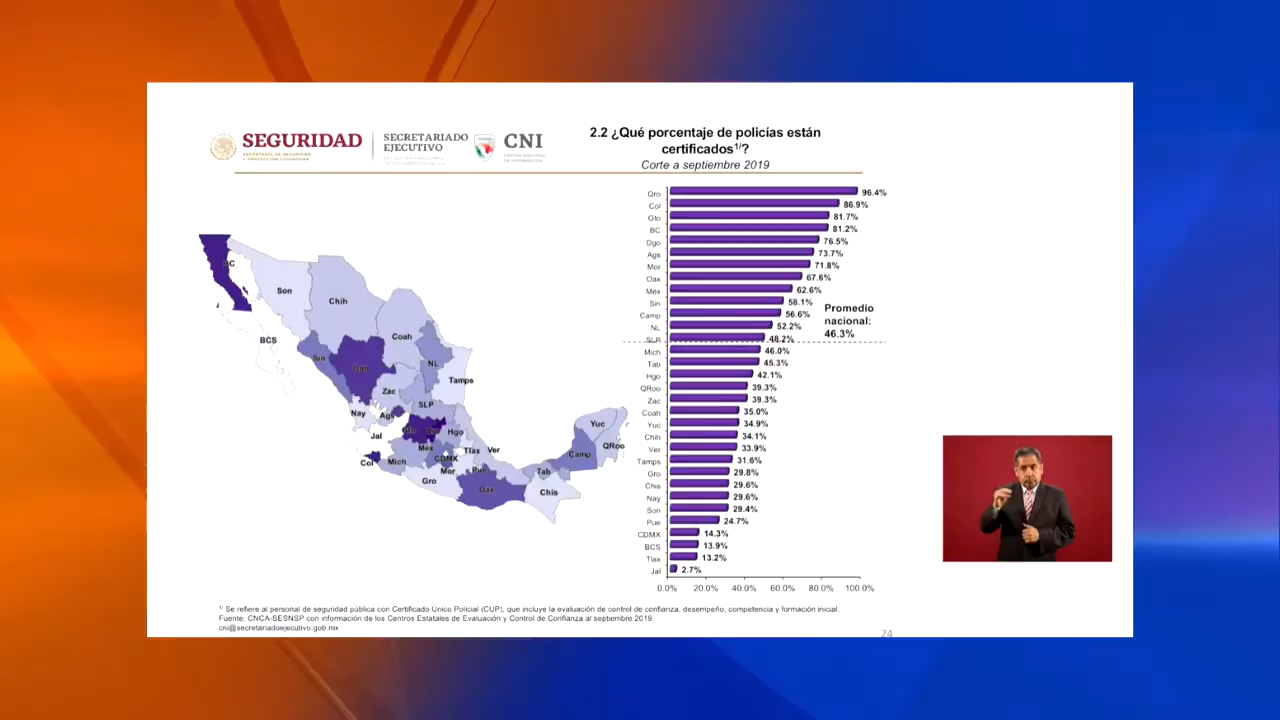 SEGURIDAD
SECRETARÍA DE SEGURIDAD
Y PROTECCIÓN CIUDADANA
SECRETARIADO
EJECUTIVO
CNI
CENTRO NACIONAL
DE INFORMACIÓN
2.2 ¿Qué porcentaje de policías están
certificados1/?
Corte a septiembre 2019
BC
Son
Chih
BCS
Coah
Sin
Dgo
NL
Tamps
Zac
SLP
Nay
Ags
Gto
Qro
Hgo
Jal
Méx
CDMX
Tlax
Ver
Col
Mich
Mor
Pue
Gro
Oax
Tab
Chis
Camp
Yuc
QRoo
Qro 96.4%
Col 86.9%
Gto 81.7%
BC 81.2%
Dgo 76.5%
Ags 73.7%
Mor 71.8%
Oax 67.6%
Méx 62.6%
Sin 58.1%
Camp 56.6%
NL 52.2%
SLP 48.2%
Promedio
nacional:
46.3%
Mich 46.0%
Tab 45.3%
Hgo 42.1%
QRoo 39.3%
Zac 39.3%
Coah 35.0%
Yuc 34.9%
Chih 34.1%
Ver 33.9%
Tamps 31.6%
Gro 29.8%
Chis 29.6%
Nay 29.6%
Son 29.4%
Pue 24.7%
CDMX 14.3%
BCS 13.9%
Tlax 13.2%
Jal 2.7%
0.0% 20.0% 40.0% 60.0% 80.0% 100.0%
1/ Se refiere al personal de seguridad pública con Certificado Único Policial (CUP), que incluye la evaluación de control de confianza, desempeño, competencia y formación inicial.
Fuente: CNCA-SESNSP con información de los Centros Estatales de Evaluación y Control de Confianza al septiembre 2019.
cni@secretariadoejecutivo.gob.mx
24